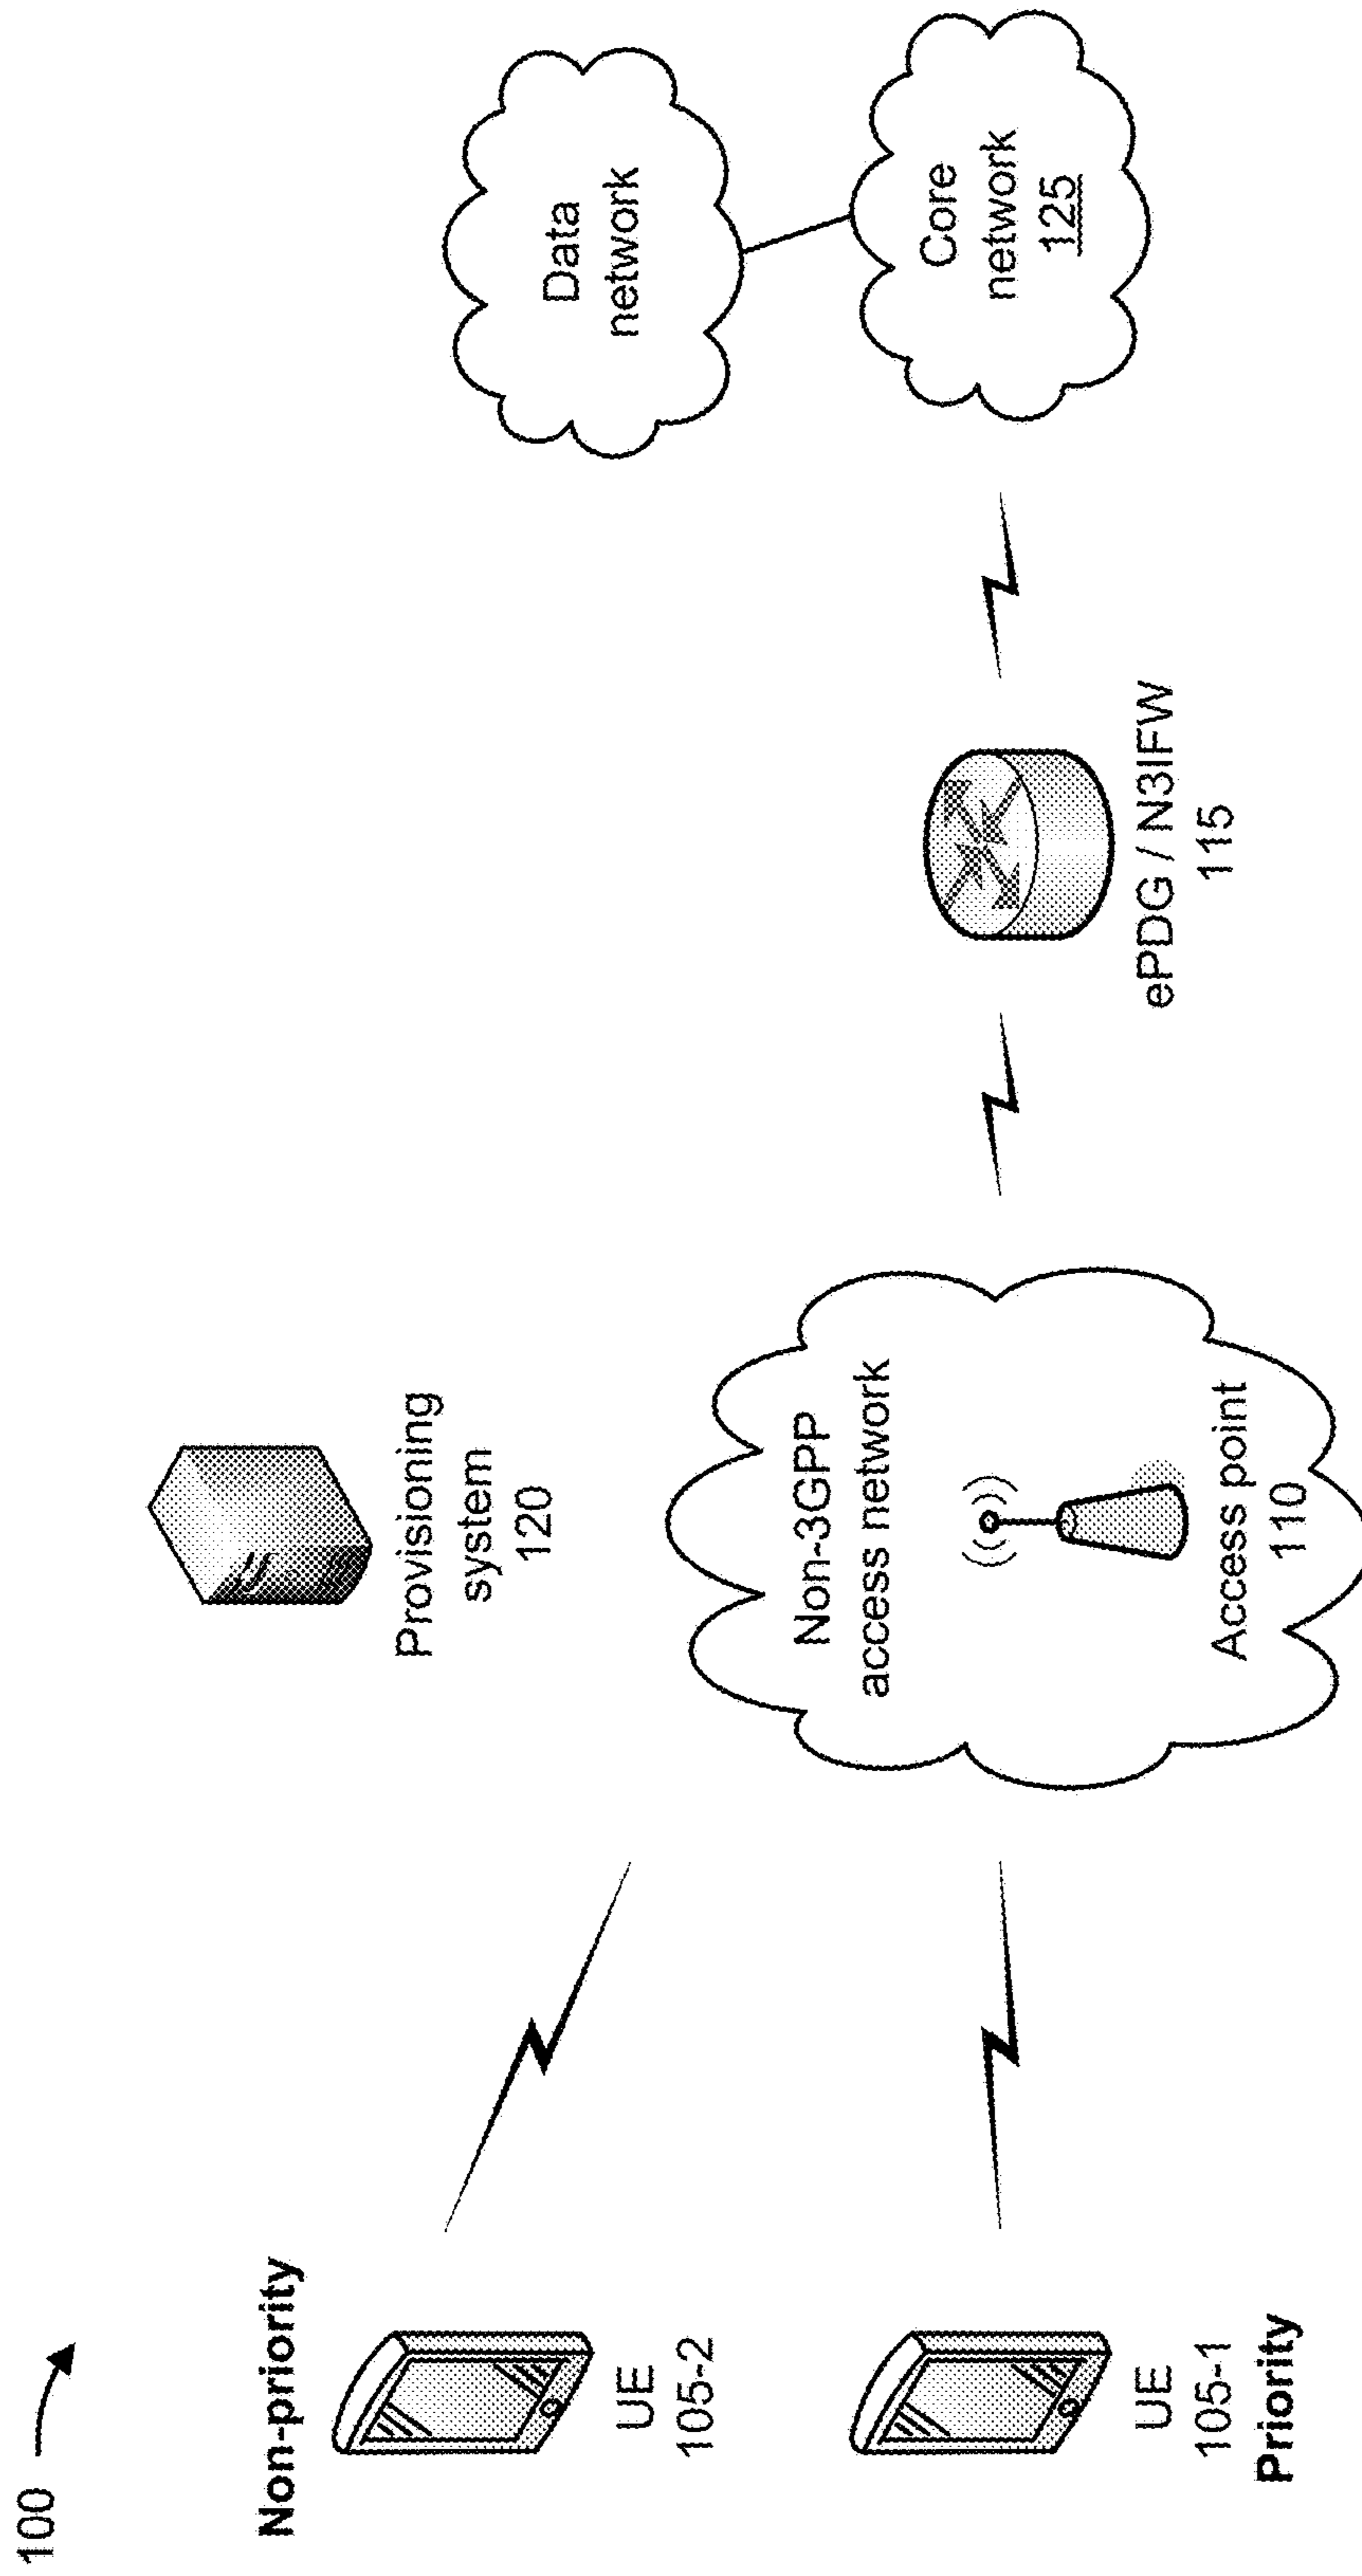 100
Non-priority
UE
105-2
UE
105-1
Priority
Provisioning
system
120
Non-3GPP
access network
Access point
110
ePDG / N3IFW
115
Data
network
Core
network
125